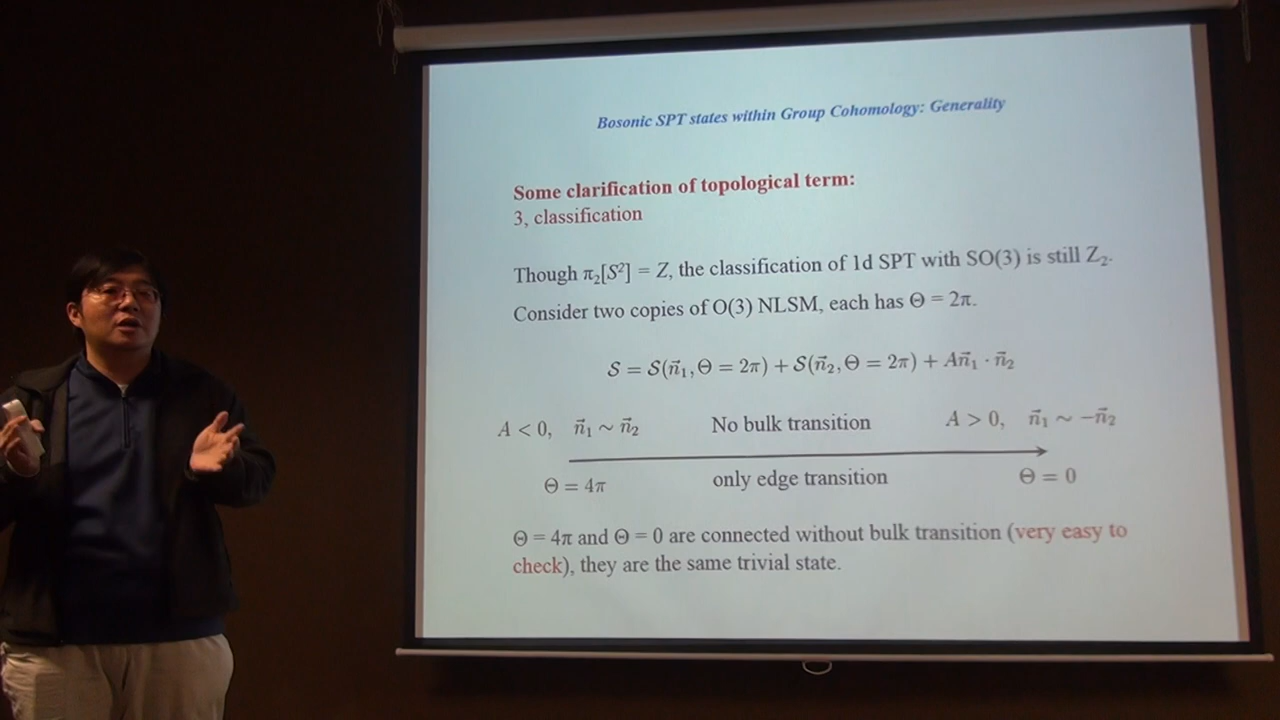 Bosonic SPT states within Group Cohomology: Generality
Some clarification of topological term:
3, classification
Though π₂[S²] = Z, the classification of 1d SPT with SO(3) is still Z₂.
Consider two copies of O(3) NLSM, each has Θ = 2π.
𝒮 = 𝒮(n⃗₁, Θ = 2π) + 𝒮(n⃗₂, Θ = 2π) + An⃗₁ · n⃗₂
A < 0, n⃗₁ ~ n⃗₂ No bulk transition A > 0, n⃗₁ ~ −n⃗₂
Θ = 4π only edge transition Θ = 0
Θ = 4π and Θ = 0 are connected without bulk transition (very easy to
check), they are the same trivial state.